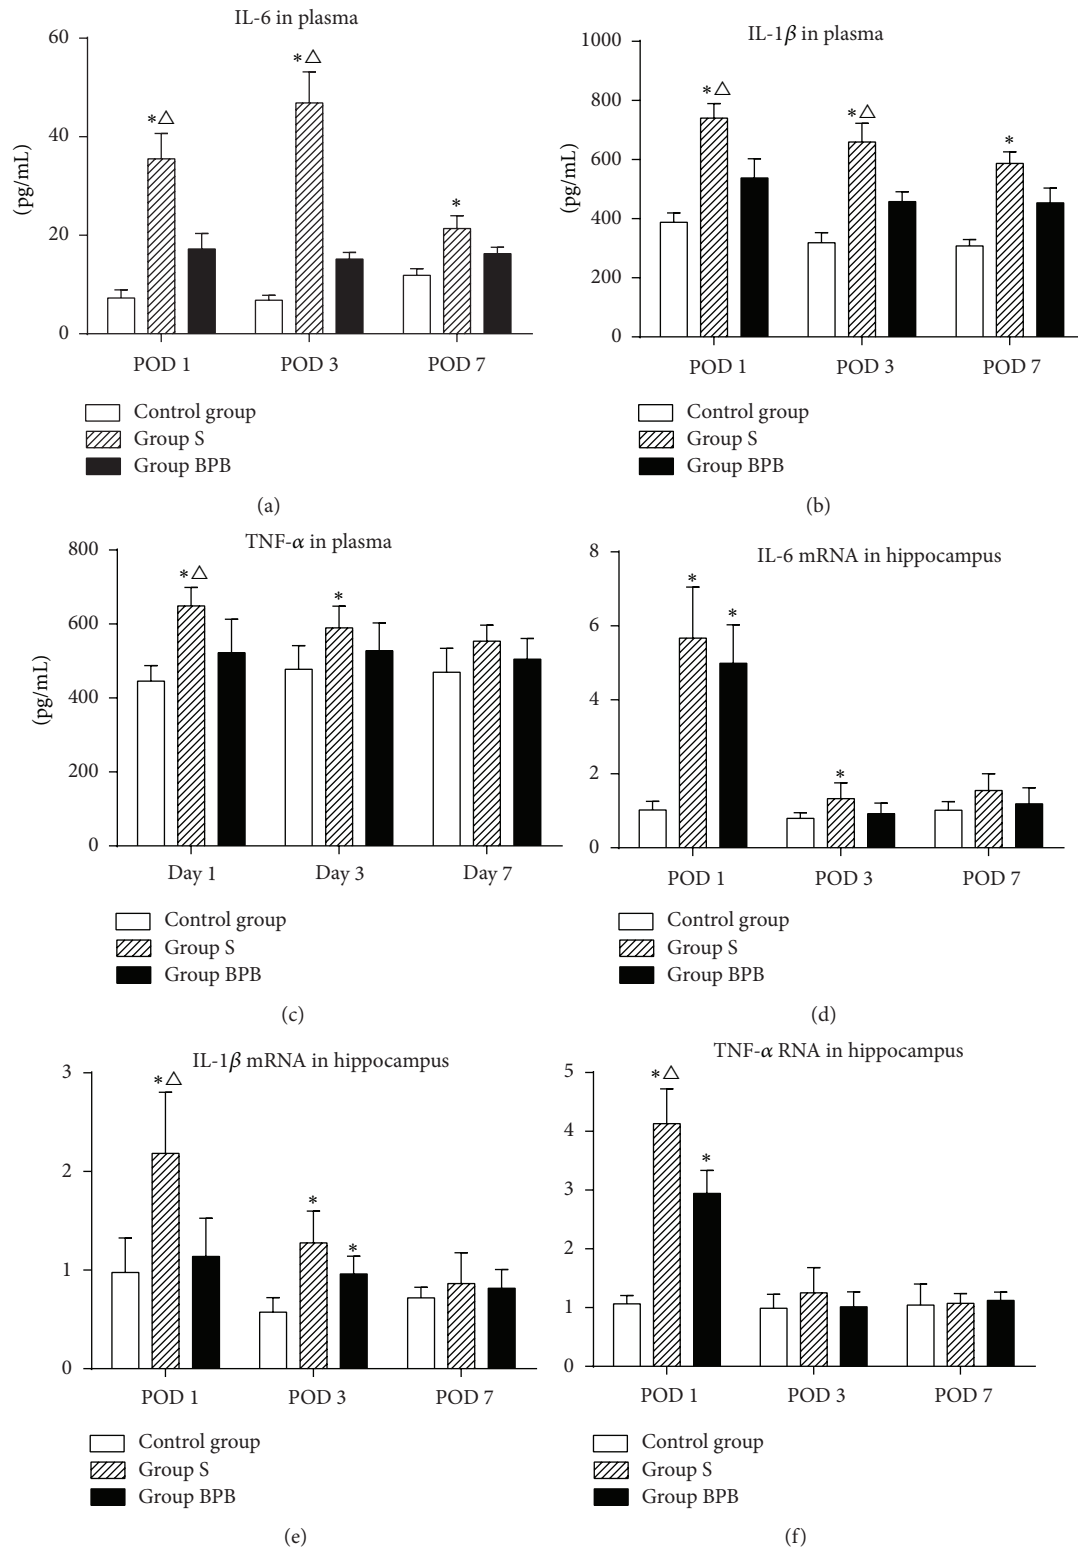 IL-6 in plasma
60
40
20
0
(pg/mL)
*△
*△
*
POD 1
POD 3
POD 7
Control group
Group S
Group BPB
(a)
IL-1β in plasma
1000
800
600
400
200
0
(pg/mL)
*△
*△
*
POD 1
POD 3
POD 7
Control group
Group S
Group BPB
(b)
TNF-α in plasma
800
600
400
200
0
(pg/mL)
*△
*
Day 1
Day 3
Day 7
Control group
Group S
Group BPB
(c)
IL-6 mRNA in hippocampus
8
6
4
2
0
*
*
*
POD 1
POD 3
POD 7
Control group
Group S
Group BPB
(d)
IL-1β mRNA in hippocampus
3
2
1
0
*△
*
*
POD 1
POD 3
POD 7
Control group
Group S
Group BPB
(e)
TNF-α RNA in hippocampus
5
4
3
2
1
0
*△
*
POD 1
POD 3
POD 7
Control group
Group S
Group BPB
(f)